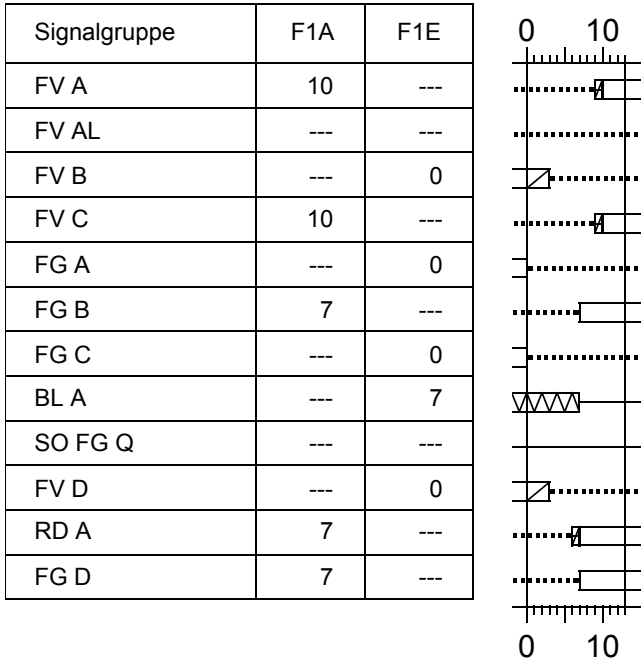 Signalgruppe F1A F1E 0 10
FV A 10 ---
FV AL --- ---
FV B --- 0
FV C 10 ---
FG A --- 0
FG B 7 ---
FG C --- 0
BL A --- 7
SO FG Q --- ---
FV D --- 0
RD A 7 ---
FG D 7 ---
0 10